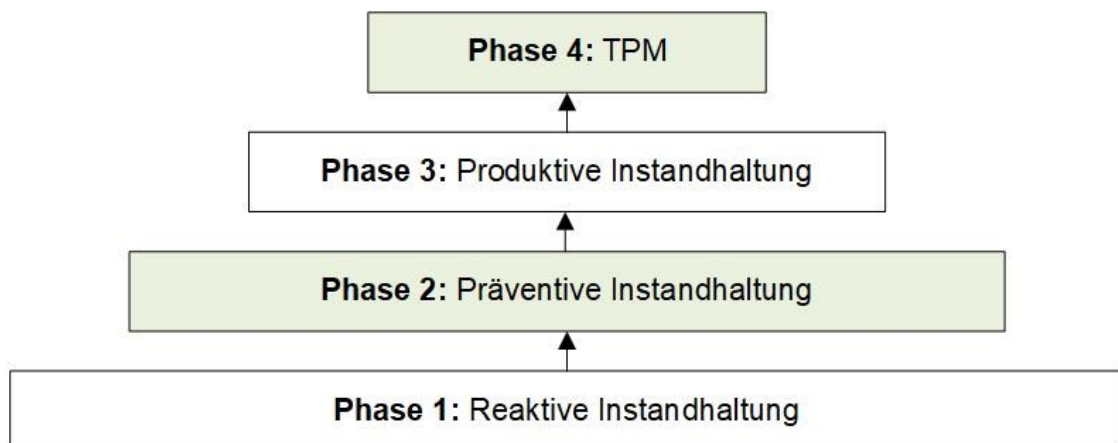 Phase 4: TPM
Phase 3: Produktive Instandhaltung
Phase 2: Präventive Instandhaltung
Phase 1: Reaktive Instandhaltung